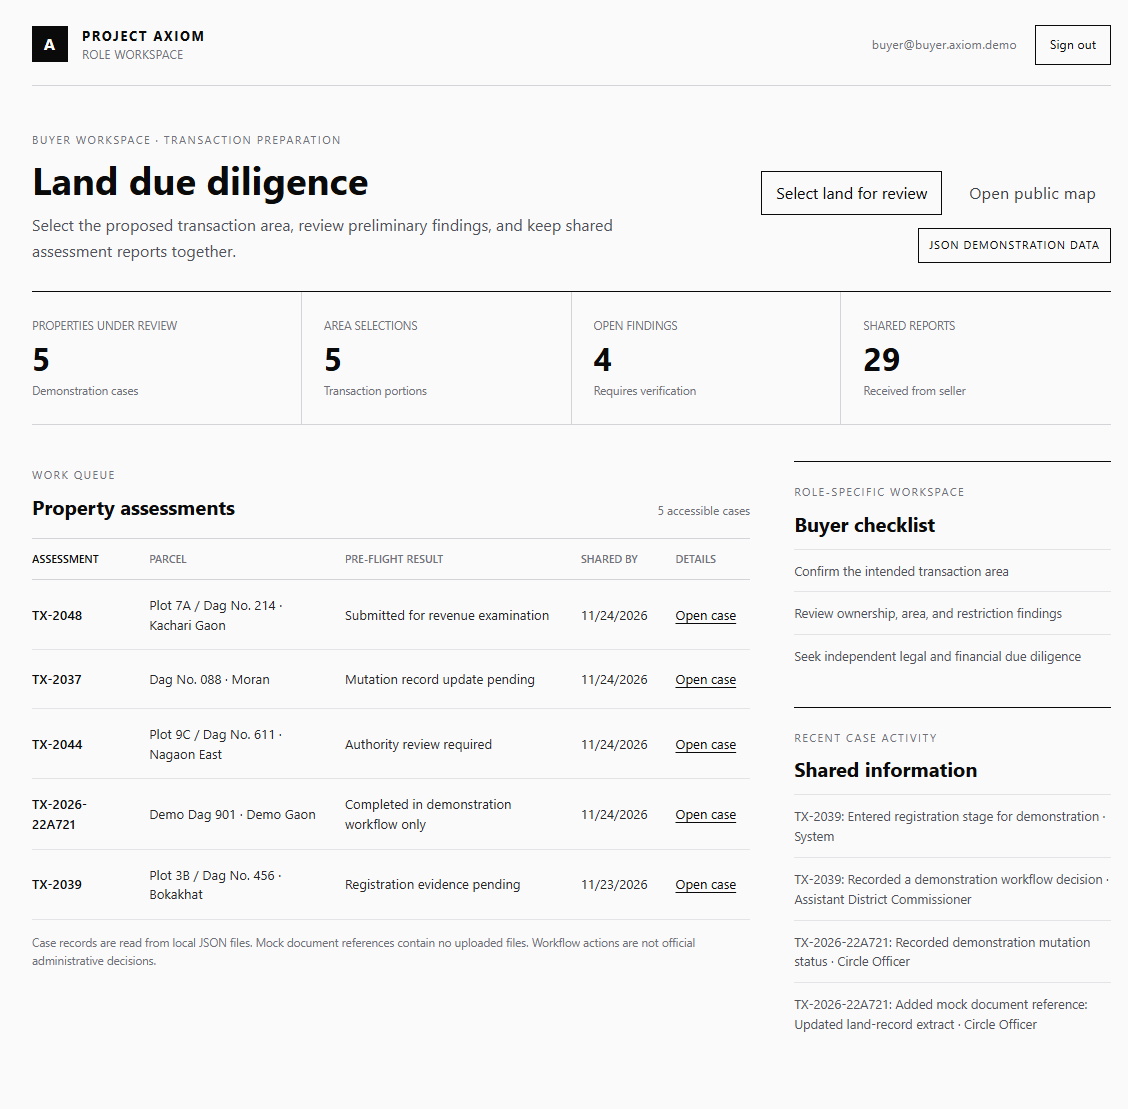 A
PROJECT AXIOM
ROLE WORKSPACE
buyer@buyer.axiom.demo
Sign out
BUYER WORKSPACE · TRANSACTION PREPARATION
Land due diligence
Select the proposed transaction area, review preliminary findings, and keep shared
assessment reports together.
Select land for review
Open public map
JSON DEMONSTRATION DATA
PROPERTIES UNDER REVIEW
5
Demonstration cases
AREA SELECTIONS
5
Transaction portions
OPEN FINDINGS
4
Requires verification
SHARED REPORTS
29
Received from seller
WORK QUEUE
Property assessments
5 accessible cases
ASSESSMENT PARCEL PRE-FLIGHT RESULT SHARED BY DETAILS
TX-2048
Plot 7A / Dag No. 214 ·
Kachari Gaon
Submitted for revenue examination
11/24/2026
Open case
TX-2037
Dag No. 088 · Moran
Mutation record update pending
11/24/2026
Open case
TX-2044
Plot 9C / Dag No. 611 ·
Nagaon East
Authority review required
11/24/2026
Open case
TX-2026-
22A721
Demo Dag 901 · Demo Gaon
Completed in demonstration
workflow only
11/24/2026
Open case
TX-2039
Plot 3B / Dag No. 456 ·
Bokakhat
Registration evidence pending
11/23/2026
Open case
Case records are read from local JSON files. Mock document references contain no uploaded files. Workflow actions are not official
administrative decisions.
ROLE-SPECIFIC WORKSPACE
Buyer checklist
Confirm the intended transaction area
Review ownership, area, and restriction findings
Seek independent legal and financial due diligence
RECENT CASE ACTIVITY
Shared information
TX-2039: Entered registration stage for demonstration ·
System
TX-2039: Recorded a demonstration workflow decision ·
Assistant District Commissioner
TX-2026-22A721: Recorded demonstration mutation
status · Circle Officer
TX-2026-22A721: Added mock document reference:
Updated land-record extract · Circle Officer